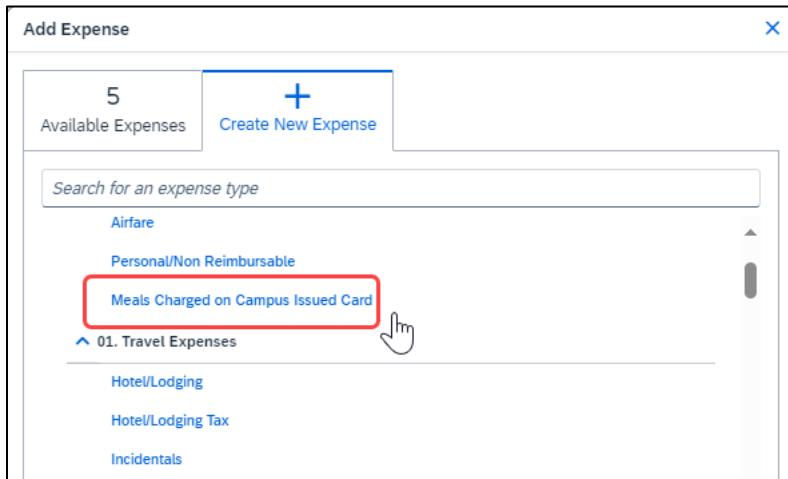 Add Expense
5
Available Expenses
Create New Expense
Search for an expense type
Airfare
Personal/Non Reimbursable
Meals Charged on Campus Issued Card
01. Travel Expenses
Hotel/Lodging
Hotel/Lodging Tax
Incidentals